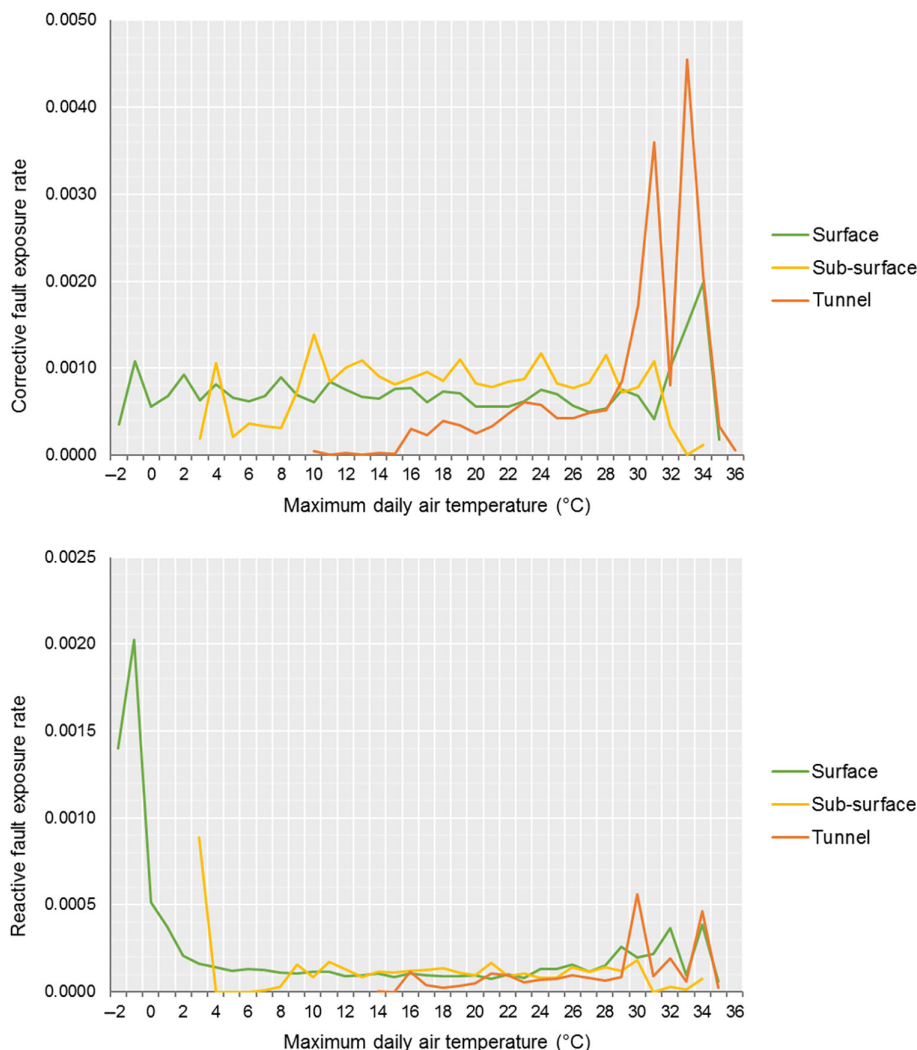 0.0050
0.0040
0.0030
0.0020
0.0010
0.0000
Corrective fault exposure rate
–2 0 2 4 6 8 10 12 14 16 18 20 22 24 26 28 30 32 34 36
Maximum daily air temperature (°C)
Surface
Sub-surface
Tunnel
0.0025
0.0020
0.0015
0.0010
0.0005
0.0000
Reactive fault exposure rate
–2 0 2 4 6 8 10 12 14 16 18 20 22 24 26 28 30 32 34 36
Maximum daily air temperature (°C)
Surface
Sub-surface
Tunnel